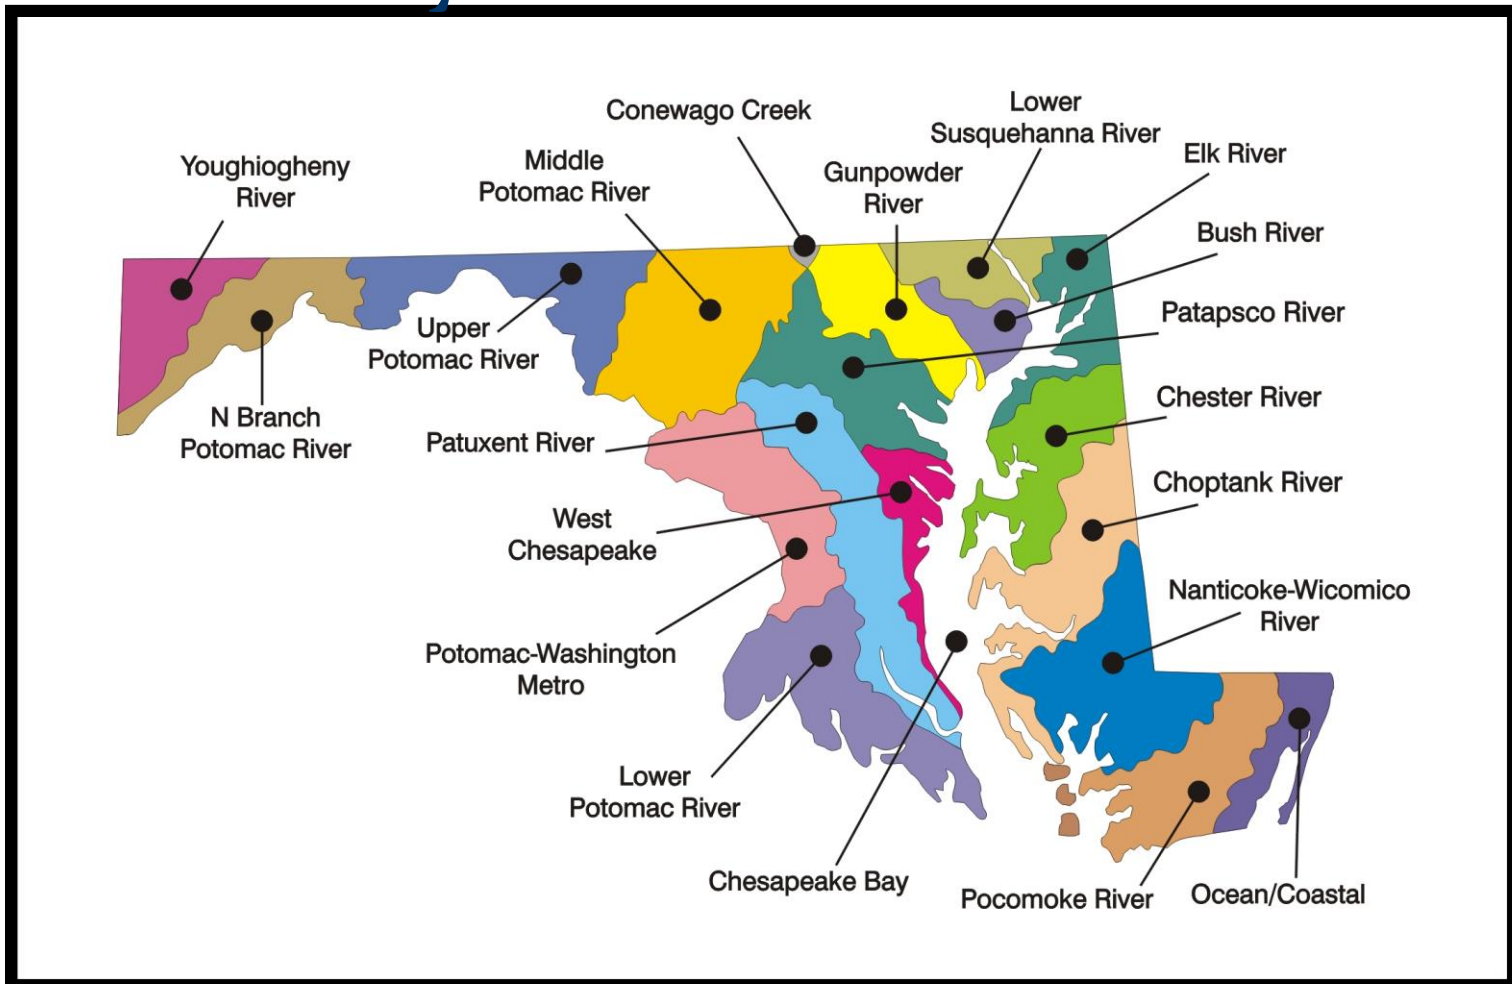 Conewago Creek
Lower
Susquehanna River
Elk River
Youghiogheny
River
Middle
Potomac River
Gunpowder
River
Bush River
Patapsco River
Upper
Potomac River
N Branch
Potomac River
Patuxent River
Chester River
Choptank River
West
Chesapeake
Nanticoke-Wicomico
River
Potomac-Washington
Metro
Lower
Potomac River
Chesapeake Bay
Pocomoke River
Ocean/Coastal